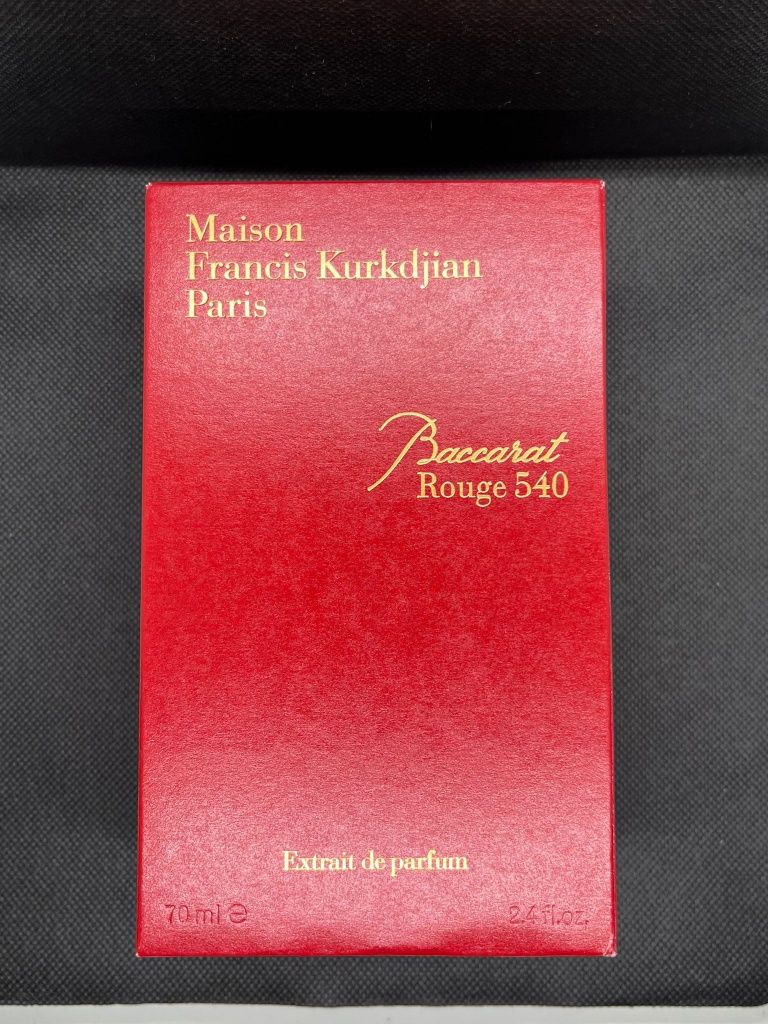 Maison
Francis Kurkdjian
Paris
Baccarat
Rouge 540
Extrait de parfum
70 ml ℮ 2.4 fl.oz.